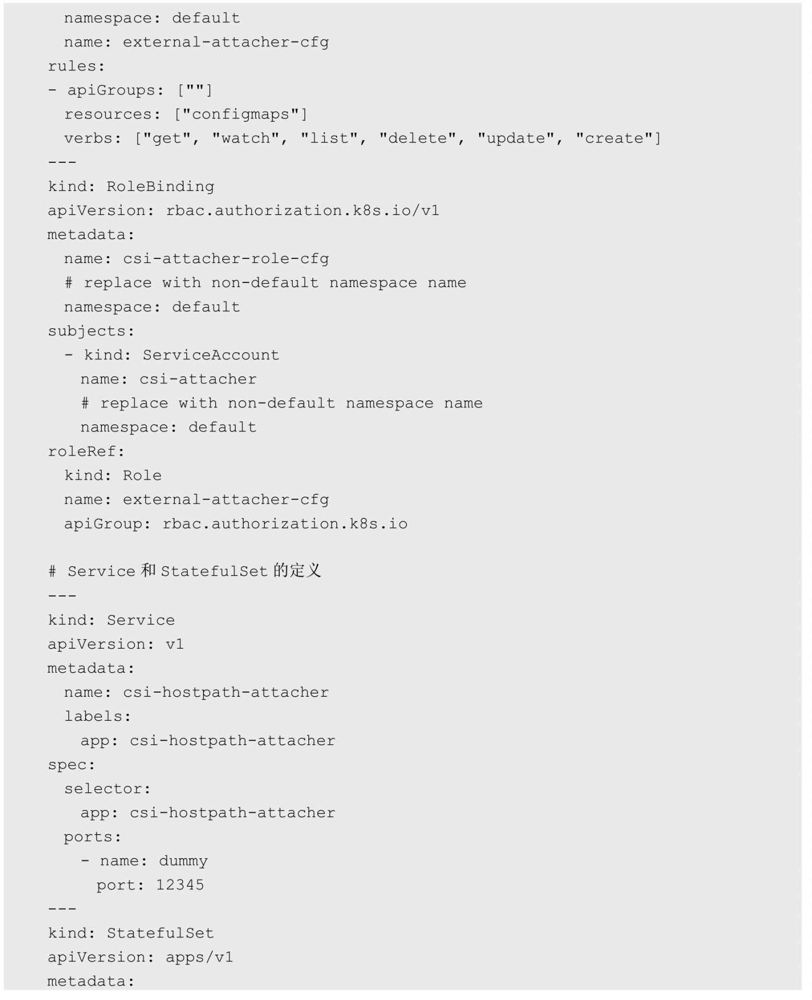 namespace: default
  name: external-attacher-cfg
rules:
- apiGroups: [""]
  resources: ["configmaps"]
  verbs: ["get", "watch", "list", "delete", "update", "create"]
---
kind: RoleBinding
apiVersion: rbac.authorization.k8s.io/v1
metadata:
  name: csi-attacher-role-cfg
  # replace with non-default namespace name
  namespace: default
subjects:
  - kind: ServiceAccount
    name: csi-attacher
    # replace with non-default namespace name
    namespace: default
roleRef:
  kind: Role
  name: external-attacher-cfg
  apiGroup: rbac.authorization.k8s.io

# Service 和 StatefulSet 的定义
---
kind: Service
apiVersion: v1
metadata:
  name: csi-hostpath-attacher
  labels:
    app: csi-hostpath-attacher
spec:
  selector:
    app: csi-hostpath-attacher
  ports:
    - name: dummy
      port: 12345
---
kind: StatefulSet
apiVersion: apps/v1
metadata: